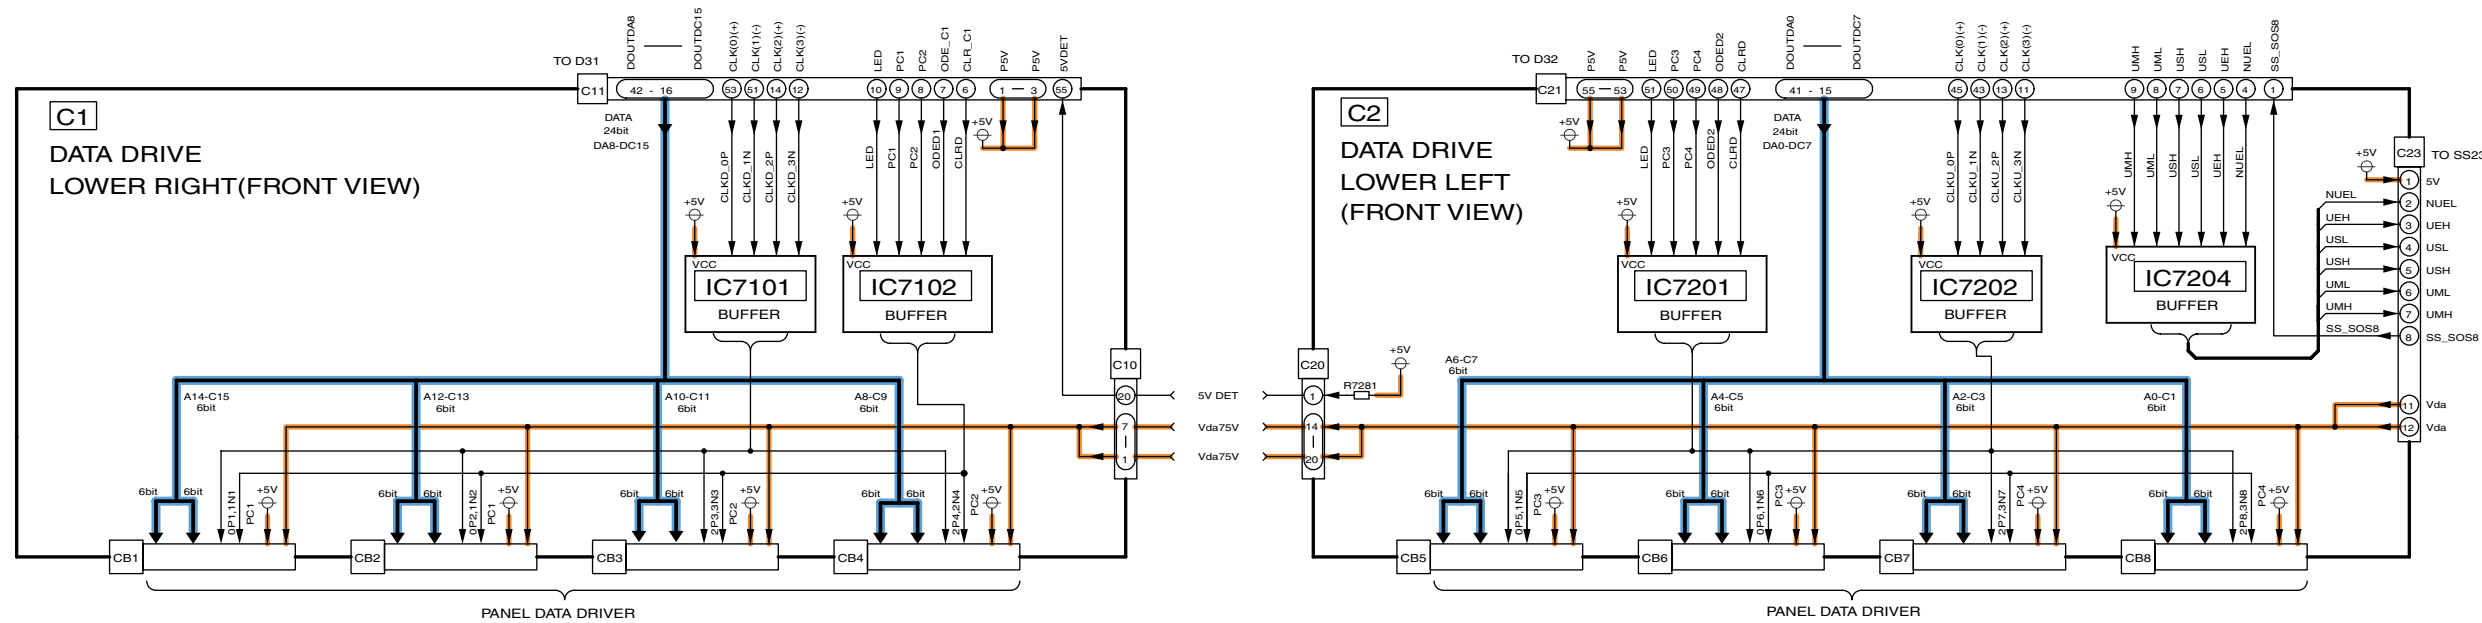 C1
DATA DRIVE
LOWER RIGHT(FRONT VIEW)
TO D31
C11
DOUTDA8
DOUTDC15
CLK(0)(+)
CLK(1)(-)
CLK(2)(+)
CLK(3)(-)
LED
PC1
PC2
ODE_C1
CLR_C1
P5V
P5V
5VDET
42 - 16
53
51
14
12
10
9
8
7
6
1 — 3
55
DATA
24bit
DA8-DC15
CLKD_0P
CLKD_1N
CLKD_2P
CLKD_3N
LED
PC1
PC2
ODED1
CLRD
+5V
+5V
+5V
VCC
IC7101
BUFFER
VCC
IC7102
BUFFER
C10
20
7
1
5V DET
Vda75V
Vda75V
A14-C15
6bit
A12-C13
6bit
A10-C11
6bit
A8-C9
6bit
6bit
6bit
0P1,1N1
PC1
+5V
6bit
6bit
0P2,1N2
PC1
+5V
6bit
6bit
2P3,3N3
PC2
+5V
6bit
6bit
2P4,2N4
PC2
+5V
CB1
CB2
CB3
CB4
PANEL DATA DRIVER
C2
DATA DRIVE
LOWER LEFT
(FRONT VIEW)
TO D32
C21
P5V
P5V
LED
PC3
PC4
ODED2
CLRD
DOUTDA0
DOUTDC7
CLK(0)(+)
CLK(1)(-)
CLK(2)(+)
CLK(3)(-)
UMH
UML
USH
USL
UEH
NUEL
SS_SOS8
55 — 53
51
50
49
48
47
41 - 15
45
43
13
11
9
8
7
6
5
4
1
+5V
LED
PC3
PC4
ODED2
CLRD
DATA
24bit
DA0-DC7
CLKU_0P
CLKU_1N
CLKU_2P
CLKU_3N
UMH
UML
USH
USL
UEH
NUEL
+5V
+5V
+5V
VCC
IC7201
BUFFER
VCC
IC7202
BUFFER
VCC
IC7204
BUFFER
C23
TO SS23
+5V
1
5V
NUEL
2
NUEL
UEH
3
UEH
USL
4
USL
USH
5
USH
UML
6
UML
UMH
7
UMH
SS_SOS8
8
SS_SOS8
11
Vda
12
Vda
C20
1
14
20
R7281
+5V
A6-C7
6bit
A4-C5
6bit
A2-C3
6bit
A0-C1
6bit
6bit
6bit
0P5,1N5
PC3
+5V
6bit
6bit
0P6,1N6
PC3
+5V
6bit
6bit
2P7,3N7
PC4
+5V
6bit
6bit
2P8,3N8
PC4
+5V
CB5
CB6
CB7
CB8
PANEL DATA DRIVER